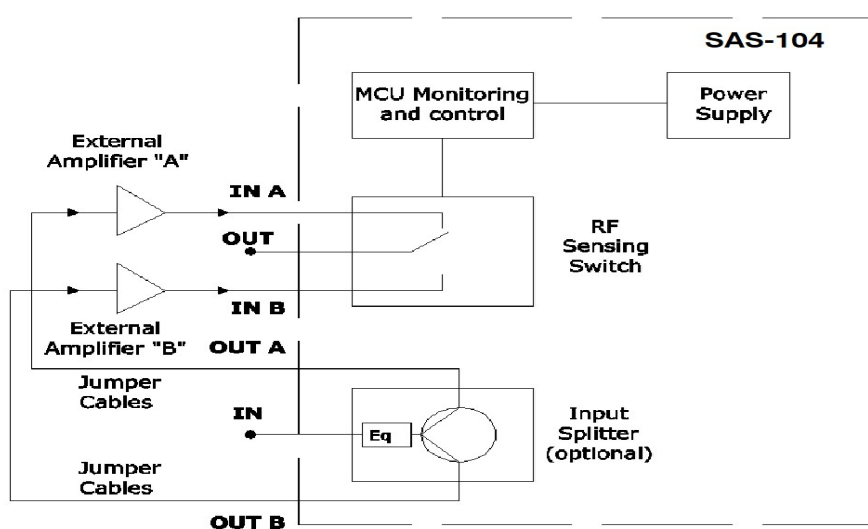 SAS-104
MCU Monitoring
and control
Power
Supply
External
Amplifier "A"
IN A
OUT
RF
Sensing
Switch
IN B
External
Amplifier "B"
OUT A
Jumper
Cables
IN
Eq
Input
Splitter
(optional)
Jumper
Cables
OUT B